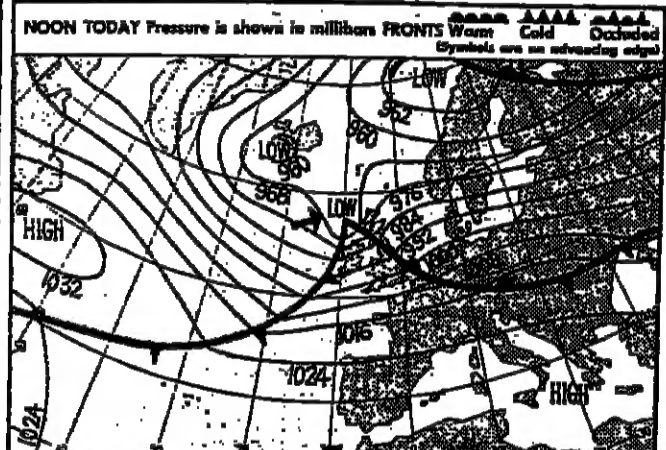 NOON TODAY Pressure is shown in millibars FRONTS Warm Cold Occluded
(Symbols are on advancing edge)
LOW
952
960
LOW
968
LOW
976
984
992
HIGH
1032
1016
1024
HIGH
1024